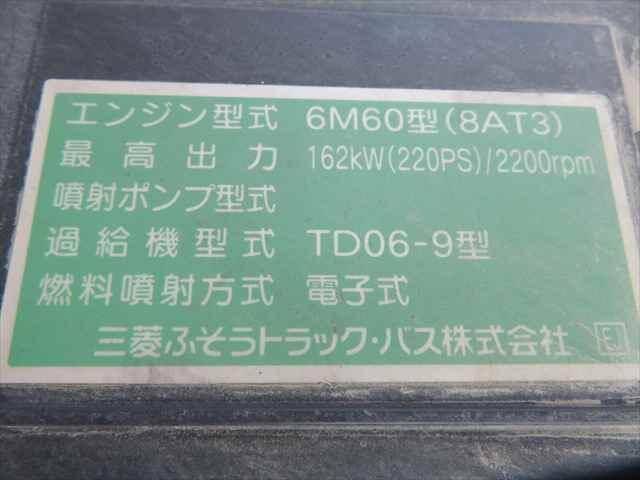 エンジン型式 6M60型(8AT3)
最高出力 162kW(220PS)/2200rpm
噴射ポンプ型式
過給機型式 TD06-9型
燃料噴射方式 電子式
三菱ふそうトラック・バス株式会社 EJ